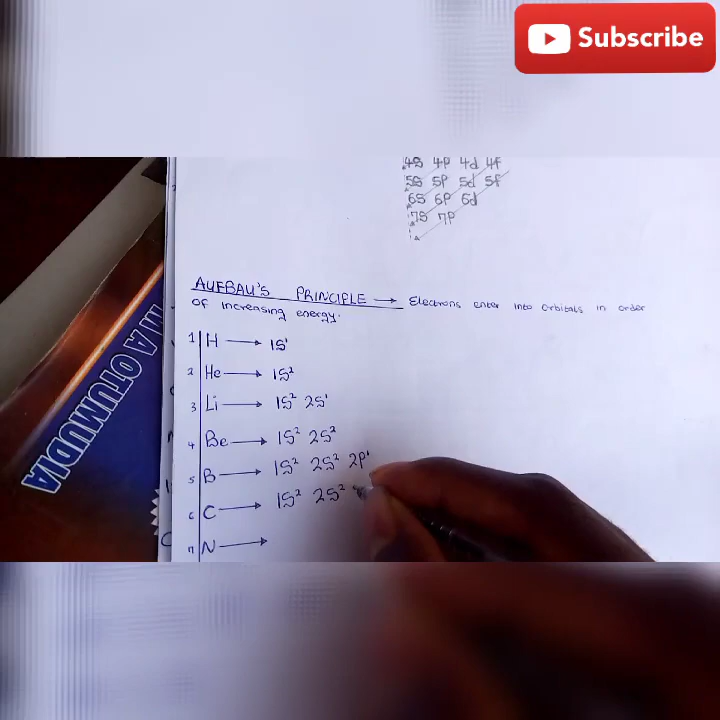 Subscribe
4S 4P 4d 4f
5S 5P 5d 5f
6S 6P 6d
7S 7P
AUFBAU'S PRINCIPLE → Electrons enter into orbitals in order
of increasing energy.
1 H → 1S¹
2 He → 1S²
3 Li → 1S² 2S¹
4 Be → 1S² 2S²
5 B → 1S² 2S² 2P¹
6 C → 1S² 2S²
7 N →
IA OTUMUDIA